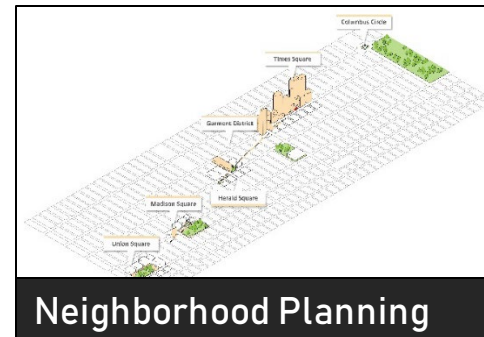 Columbus Circle
Times Square
Garment District
Herald Square
Madison Square
Union Square
Neighborhood Planning